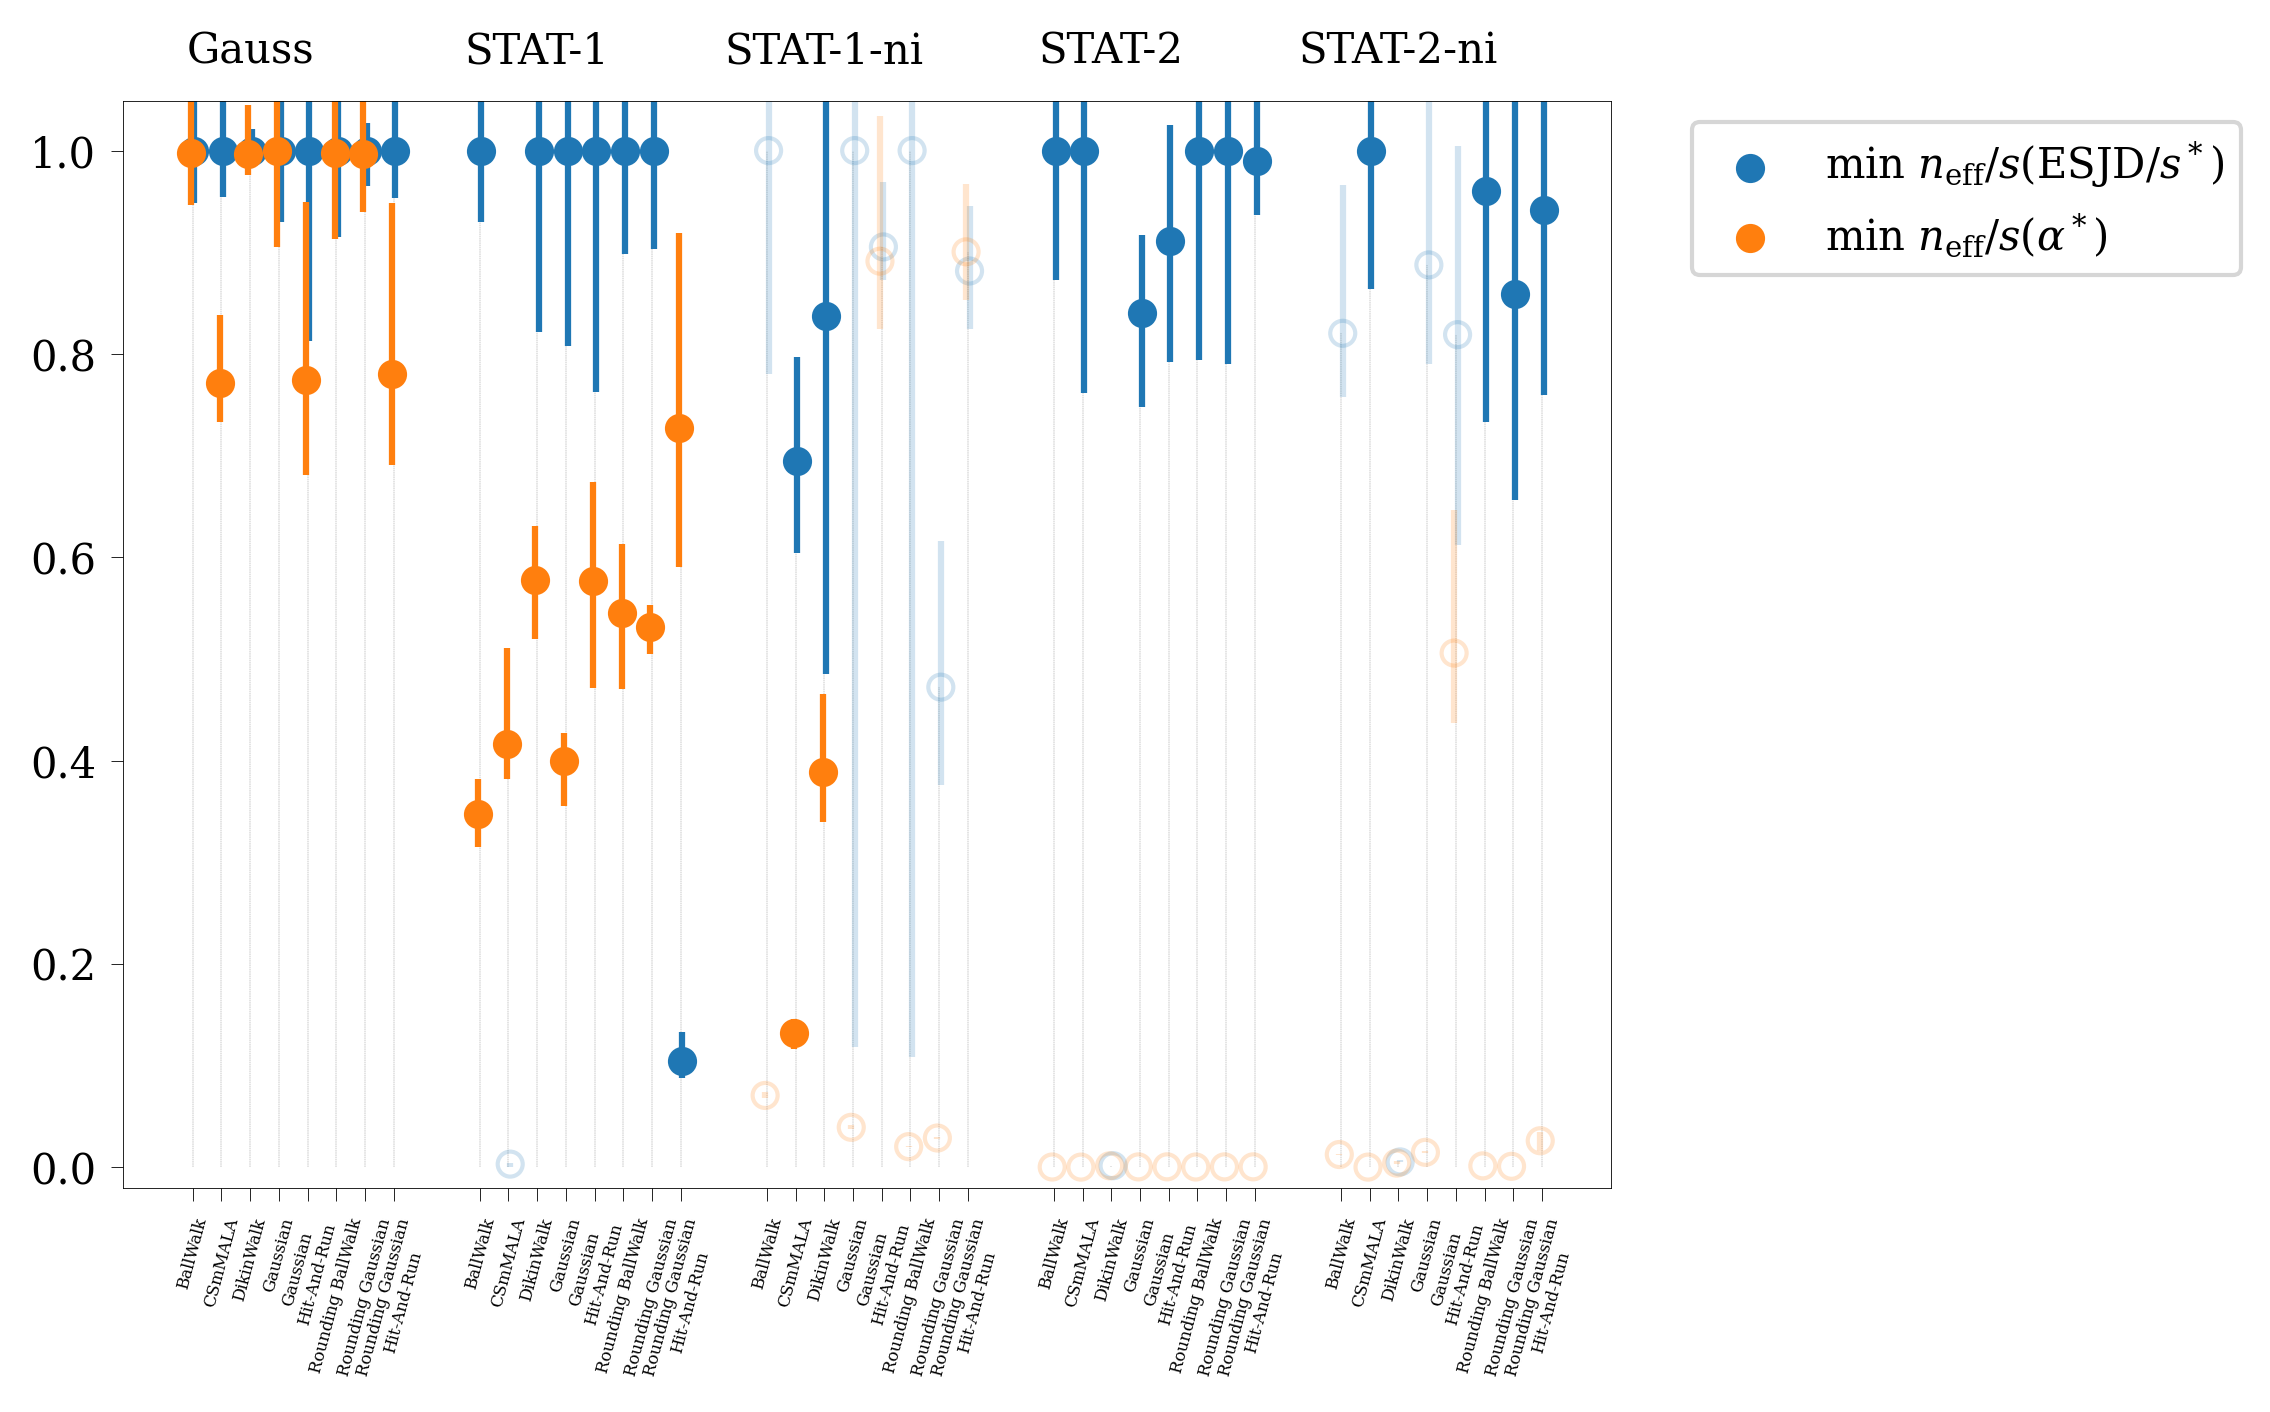 Gauss STAT-1 STAT-1-ni STAT-2 STAT-2-ni
min n_eff/s(ESJD/s*)
min n_eff/s(α*)
1.0
0.8
0.6
0.4
0.2
0.0
BallWalk
CSmMALA
DikinWalk
Gaussian
Gaussian
Hit-And-Run
Rounding BallWalk
Rounding Gaussian
Rounding Gaussian
Hit-And-Run
BallWalk
CSmMALA
DikinWalk
Gaussian
Gaussian
Hit-And-Run
Rounding BallWalk
Rounding Gaussian
Rounding Gaussian
Hit-And-Run
BallWalk
CSmMALA
DikinWalk
Gaussian
Gaussian
Hit-And-Run
Rounding BallWalk
Rounding Gaussian
Rounding Gaussian
Hit-And-Run
BallWalk
CSmMALA
DikinWalk
Gaussian
Gaussian
Hit-And-Run
Rounding BallWalk
Rounding Gaussian
Rounding Gaussian
Hit-And-Run
BallWalk
CSmMALA
DikinWalk
Gaussian
Gaussian
Hit-And-Run
Rounding BallWalk
Rounding Gaussian
Rounding Gaussian
Hit-And-Run